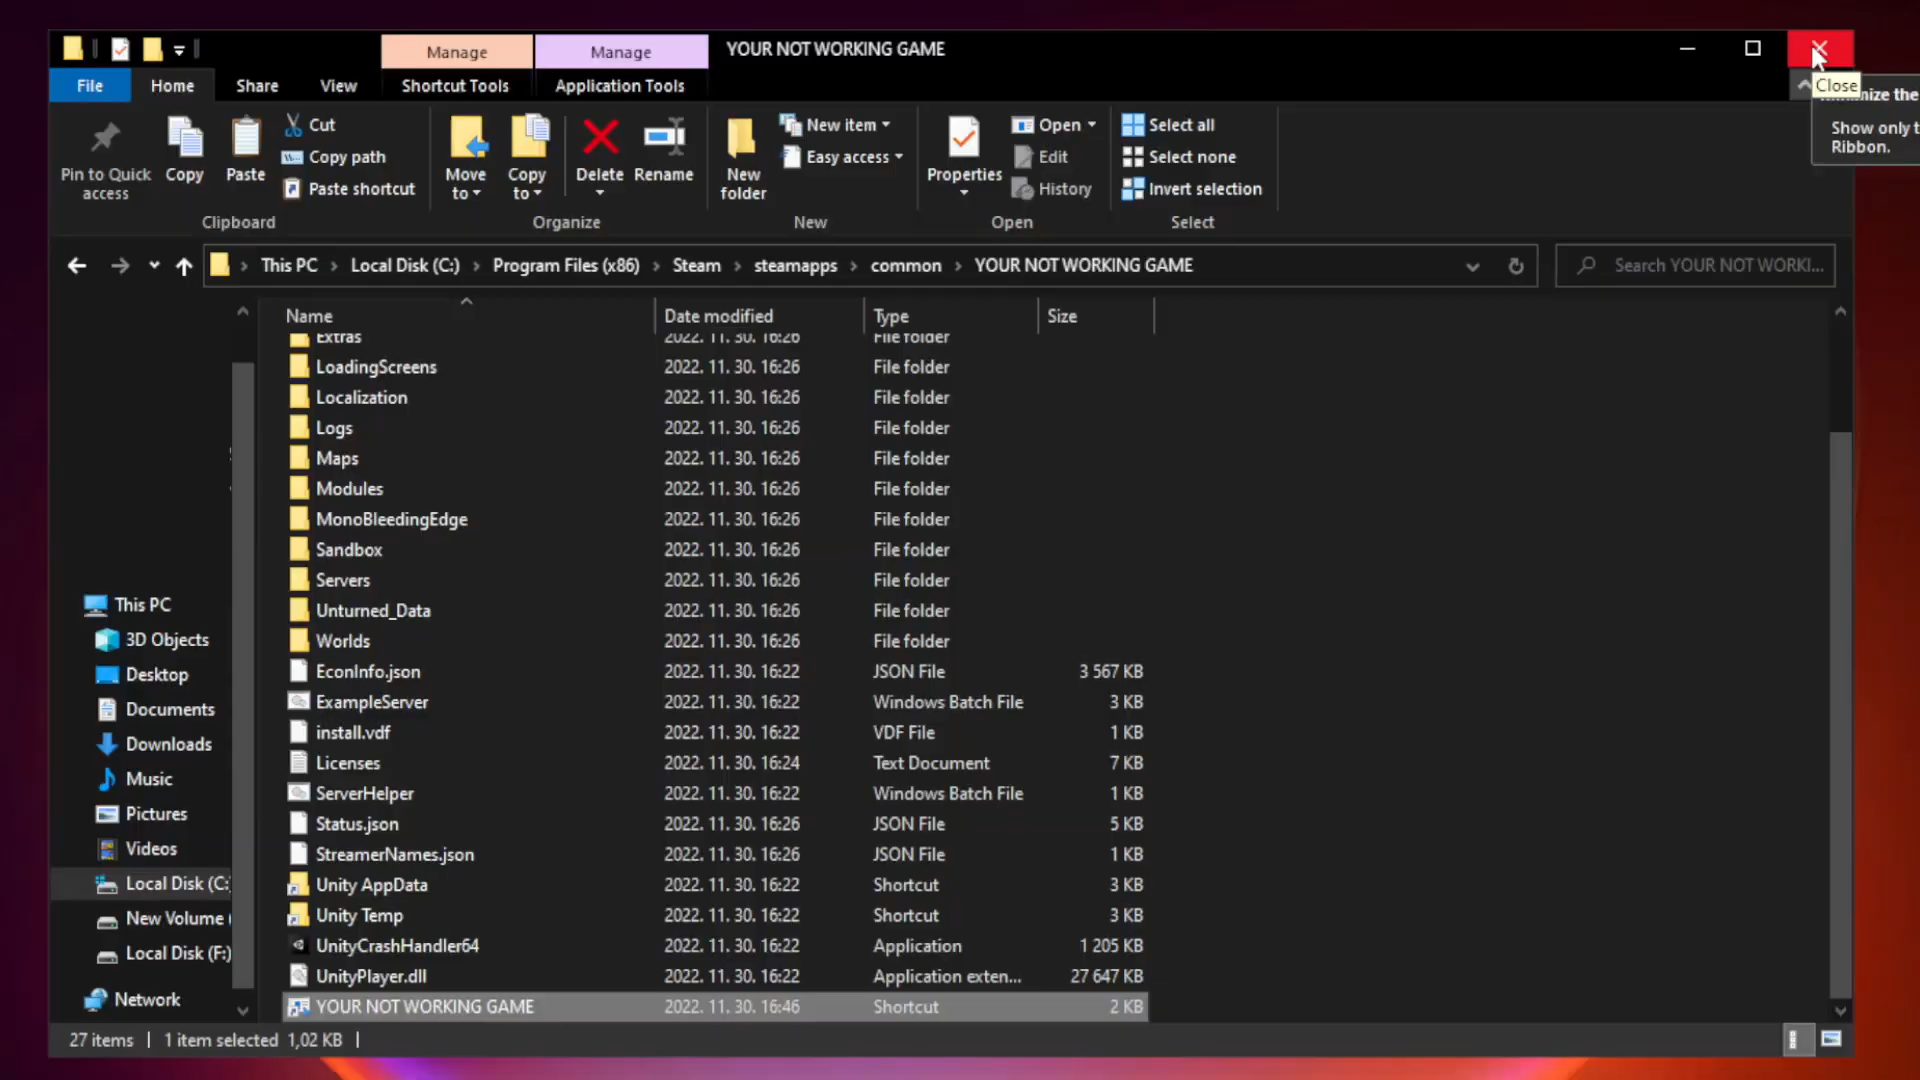 Manage
Manage
YOUR NOT WORKING GAME
File
Home
Share
View
Shortcut Tools
Application Tools
Close
Show only t
Ribbon.
Pin to Quick
access
Copy
Paste
Cut
Copy path
Paste shortcut
Clipboard
Move
to
Copy
to
Delete
Rename
Organize
New
folder
New item
Easy access
New
Properties
Open
Edit
History
Open
Select all
Select none
Invert selection
Select
This PC
Local Disk (C:)
Program Files (x86)
Steam
steamapps
common
YOUR NOT WORKING GAME
Search YOUR NOT WORKI...
Name
Date modified
Type
Size
Extras 2022. 11. 30. 16:26 File folder
LoadingScreens 2022. 11. 30. 16:26 File folder
Localization 2022. 11. 30. 16:26 File folder
Logs 2022. 11. 30. 16:26 File folder
Maps 2022. 11. 30. 16:26 File folder
Modules 2022. 11. 30. 16:26 File folder
MonoBleedingEdge 2022. 11. 30. 16:26 File folder
Sandbox 2022. 11. 30. 16:26 File folder
Servers 2022. 11. 30. 16:26 File folder
Unturned_Data 2022. 11. 30. 16:26 File folder
Worlds 2022. 11. 30. 16:26 File folder
EconInfo.json 2022. 11. 30. 16:22 JSON File 3 567 KB
ExampleServer 2022. 11. 30. 16:22 Windows Batch File 3 KB
install.vdf 2022. 11. 30. 16:22 VDF File 1 KB
Licenses 2022. 11. 30. 16:24 Text Document 7 KB
ServerHelper 2022. 11. 30. 16:22 Windows Batch File 1 KB
Status.json 2022. 11. 30. 16:26 JSON File 5 KB
StreamerNames.json 2022. 11. 30. 16:26 JSON File 1 KB
Unity AppData 2022. 11. 30. 16:22 Shortcut 3 KB
Unity Temp 2022. 11. 30. 16:22 Shortcut 3 KB
UnityCrashHandler64 2022. 11. 30. 16:22 Application 1 205 KB
UnityPlayer.dll 2022. 11. 30. 16:22 Application exten... 27 647 KB
YOUR NOT WORKING GAME 2022. 11. 30. 16:46 Shortcut 2 KB
This PC
3D Objects
Desktop
Documents
Downloads
Music
Pictures
Videos
Local Disk (C:
New Volume (
Local Disk (F:)
Network
27 items
1 item selected 1,02 KB